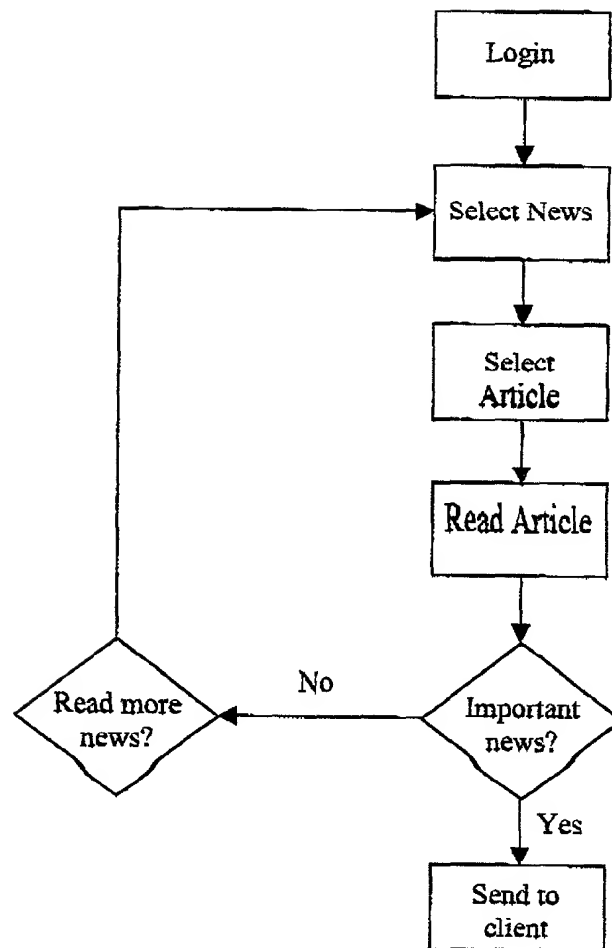 Login
Select News
Select
Article
Read Article
Important
news?
No
Read more
news?
Yes
Send to
client